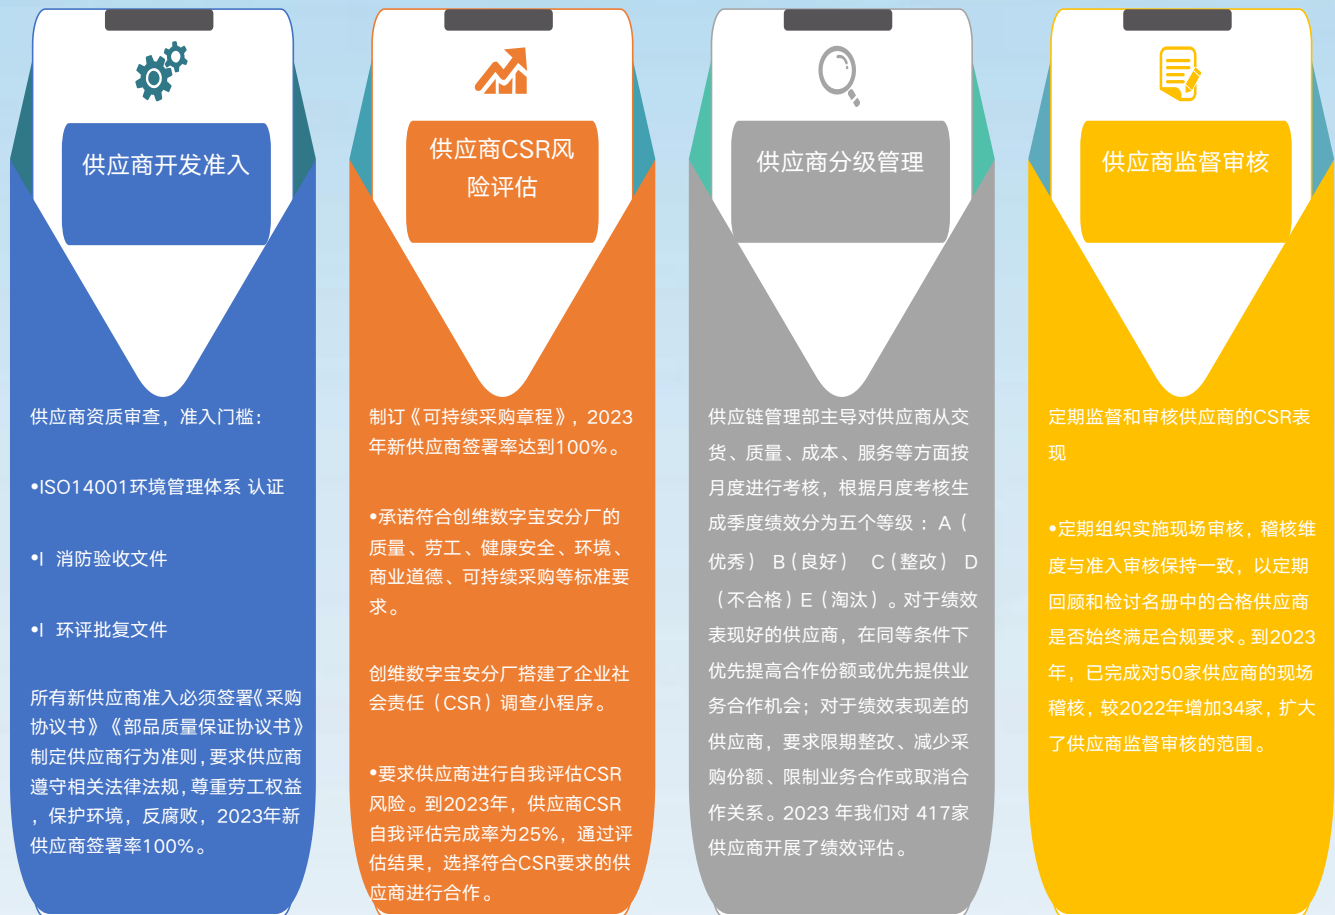 供应商开发准入
供应商资质审查，准入门槛：
•ISO14001环境管理体系 认证
•l 消防验收文件
•l 环评批复文件
所有新供应商准入必须签署《采购
协议书》《部品质量保证协议书》
制定供应商行为准则，要求供应商
遵守相关法律法规，尊重劳工权益
，保护环境，反腐败，2023年新
供应商签署率100%。
供应商CSR风
险评估
制订《可持续采购章程》，2023
年新供应商签署率达到100%。
•承诺符合创维数字宝安分厂的
质量、劳工、健康安全、环境、
商业道德、可持续采购等标准要
求。
创维数字宝安分厂搭建了企业社
会责任（CSR）调查小程序。
•要求供应商进行自我评估CSR
风险。到2023年，供应商CSR
自我评估完成率为25%，通过评
估结果，选择符合CSR要求的供
应商进行合作。
供应商分级管理
供应链管理部主导对供应商从交
货、质量、成本、服务等方面按
月度进行考核，根据月度考核生
成季度绩效分为五个等级 ：A（
优秀） B（良好） C（整改） D
（不合格）E（淘汰）。对于绩效
表现好的供应商，在同等条件下
优先提高合作份额或优先提供业
务合作机会；对于绩效表现差的
供应商，要求限期整改、减少采
购份额、限制业务合作或取消合
作关系。2023 年我们对 417家
供应商开展了绩效评估。
供应商监督审核
定期监督和审核供应商的CSR表
现
•定期组织实施现场审核，稽核维
度与准入审核保持一致，以定期
回顾和检讨名册中的合格供应商
是否始终满足合规要求。到2023
年，已完成对50家供应商的现场
稽核，较2022年增加34家，扩大
了供应商监督审核的范围。